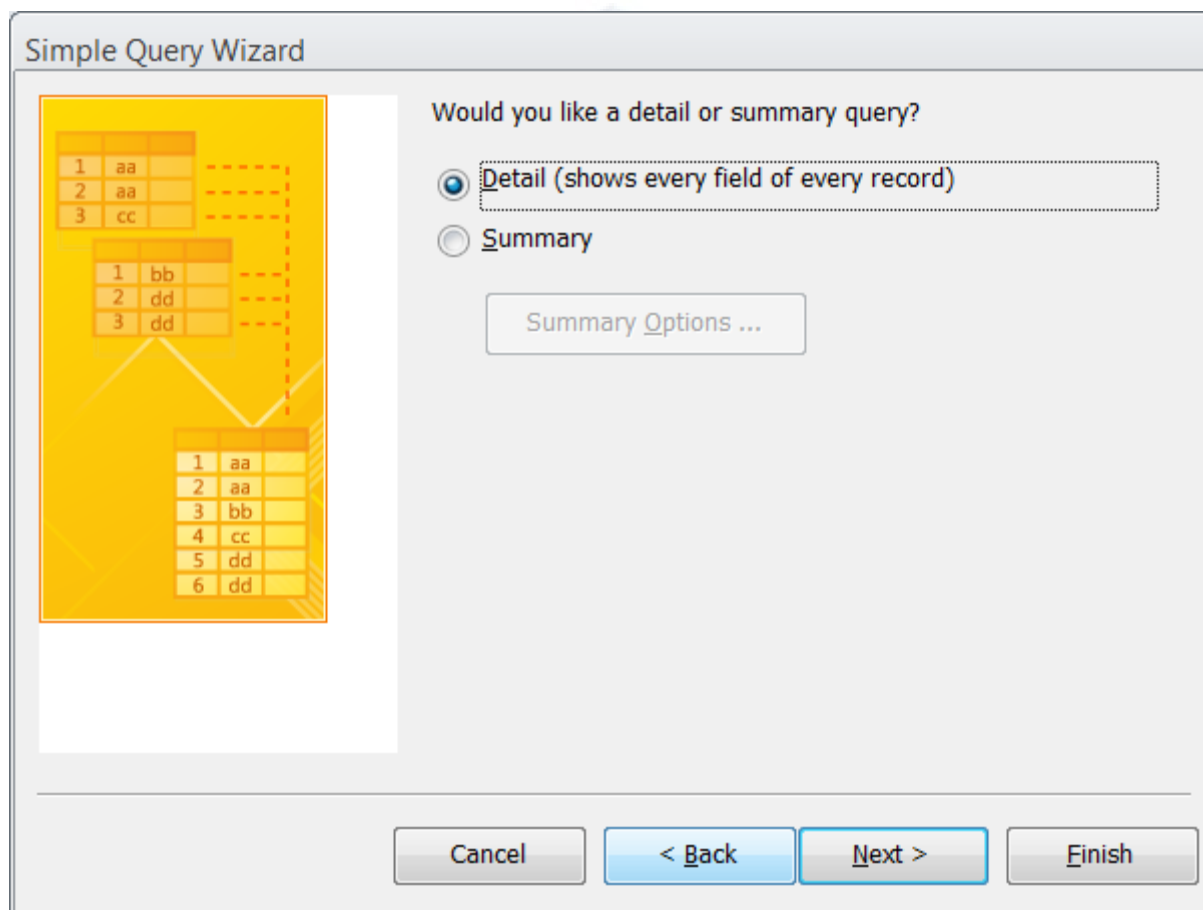 Simple Query Wizard
Would you like a detail or summary query?
Detail (shows every field of every record)
Summary
Summary Options ...
1 aa
2 aa
3 cc
1 bb
2 dd
3 dd
1 aa
2 aa
3 bb
4 cc
5 dd
6 dd
Cancel < Back Next > Finish